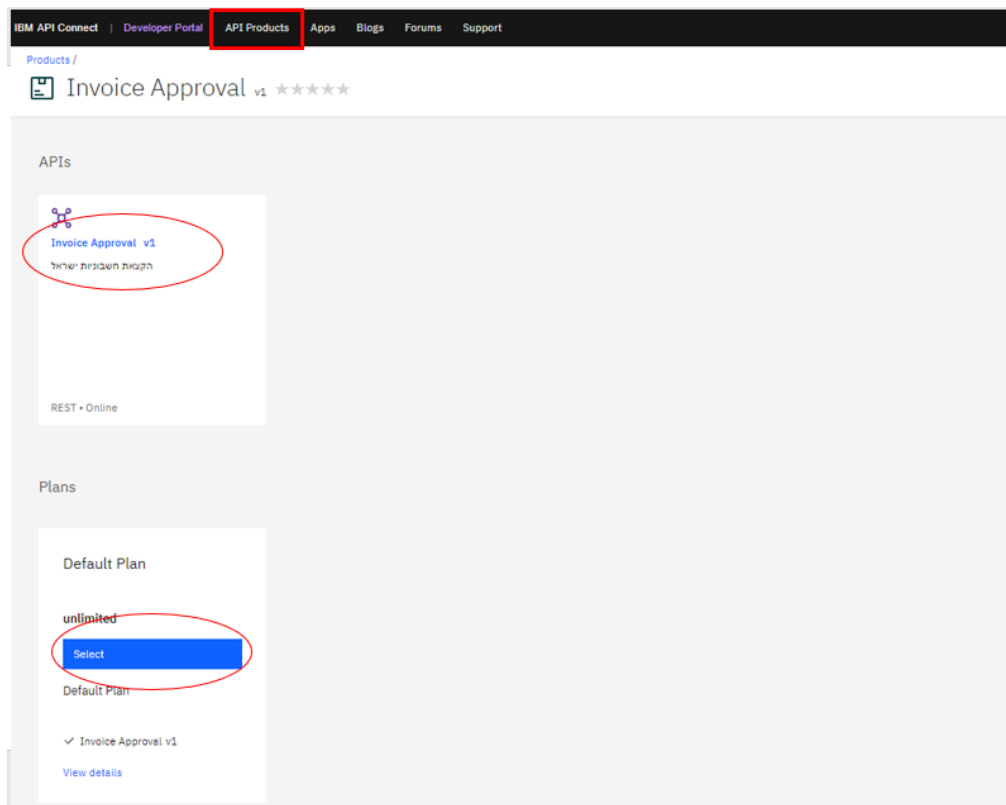 IBM API Connect | Developer Portal API Products Apps Blogs Forums Support
Products /
Invoice Approval v1
APIs
Invoice Approval v1
הקצאת חשבוניות ישראל
REST • Online
Plans
Default Plan
unlimited
Select
Default Plan
Invoice Approval v1
View details